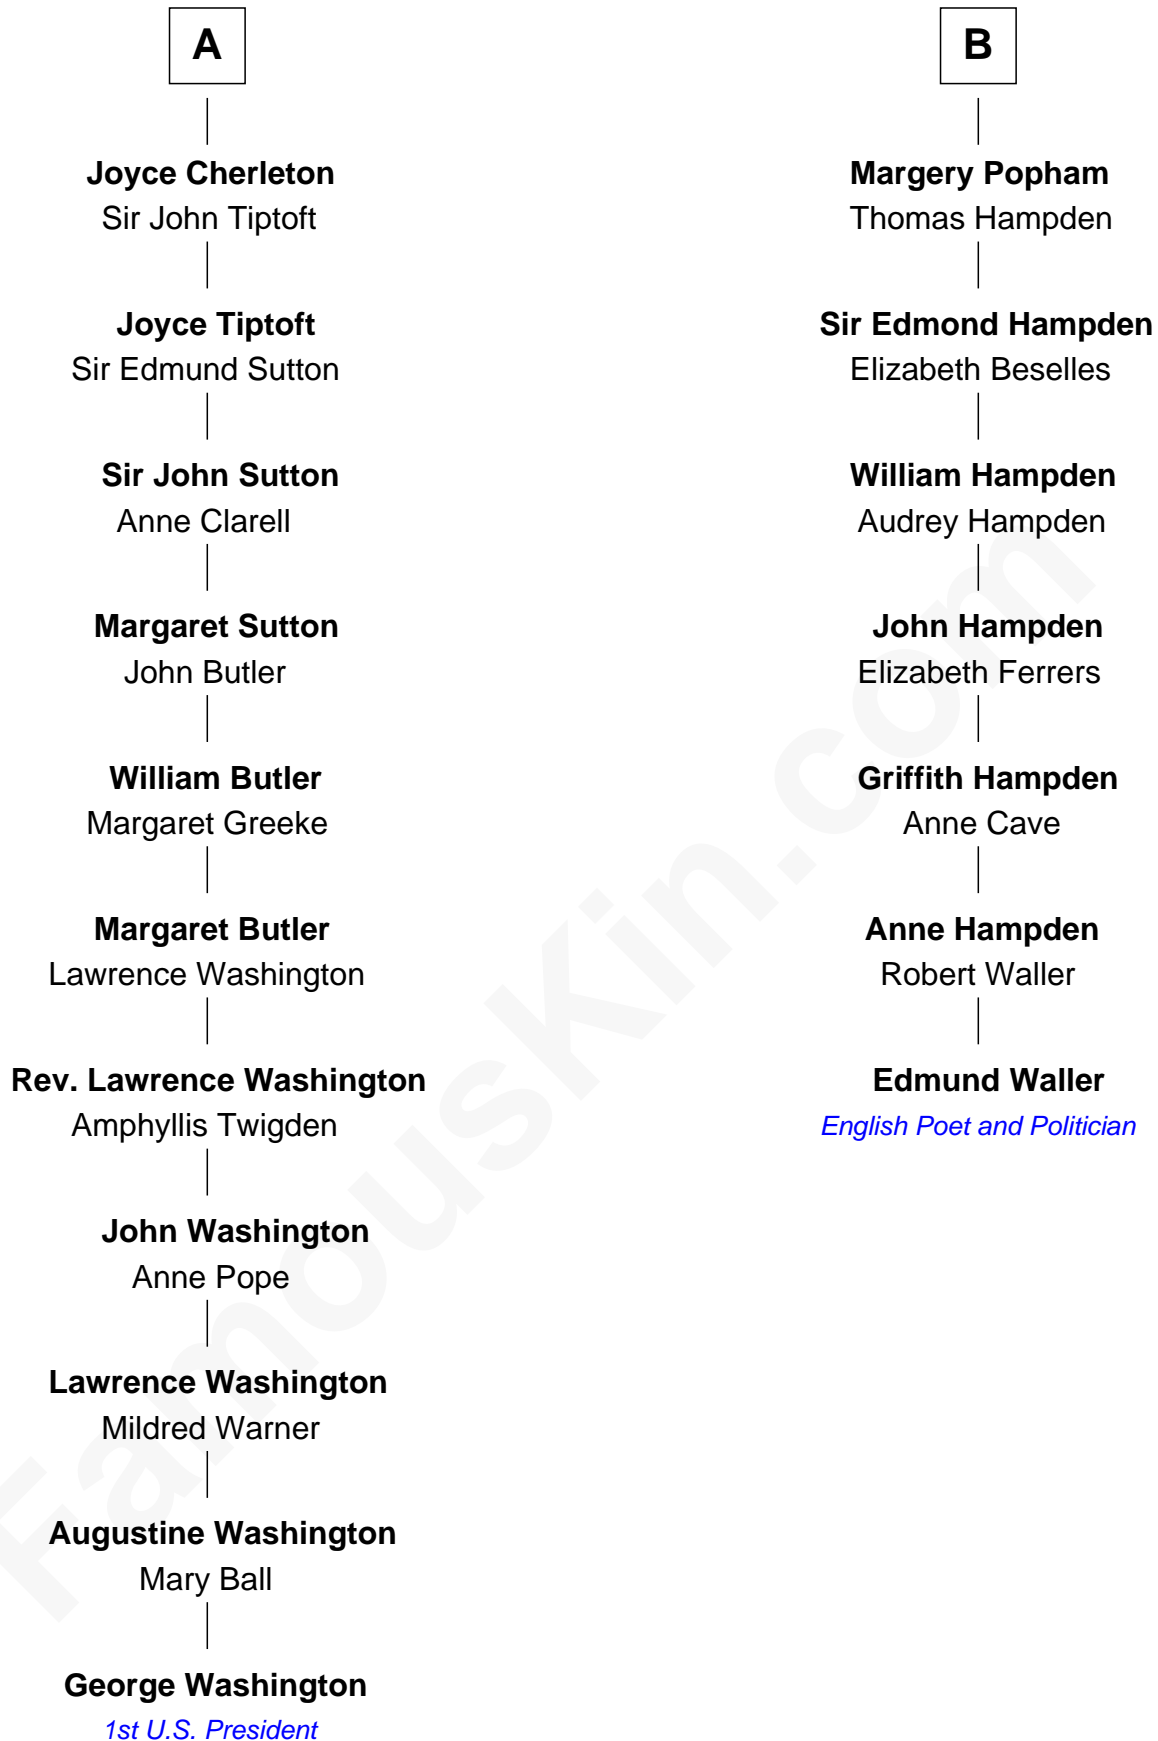 A
Joyce Cherleton
Sir John Tiptoft
Joyce Tiptoft
Sir Edmund Sutton
Sir John Sutton
Anne Clarell
Margaret Sutton
John Butler
William Butler
Margaret Greeke
Margaret Butler
Lawrence Washington
Rev. Lawrence Washington
Amphyllis Twigden
John Washington
Anne Pope
Lawrence Washington
Mildred Warner
Augustine Washington
Mary Ball
George Washington
1st U.S. President
B
Margery Popham
Thomas Hampden
Sir Edmond Hampden
Elizabeth Beselles
William Hampden
Audrey Hampden
John Hampden
Elizabeth Ferrers
Griffith Hampden
Anne Cave
Anne Hampden
Robert Waller
Edmund Waller
English Poet and Politician
FamousKin.com